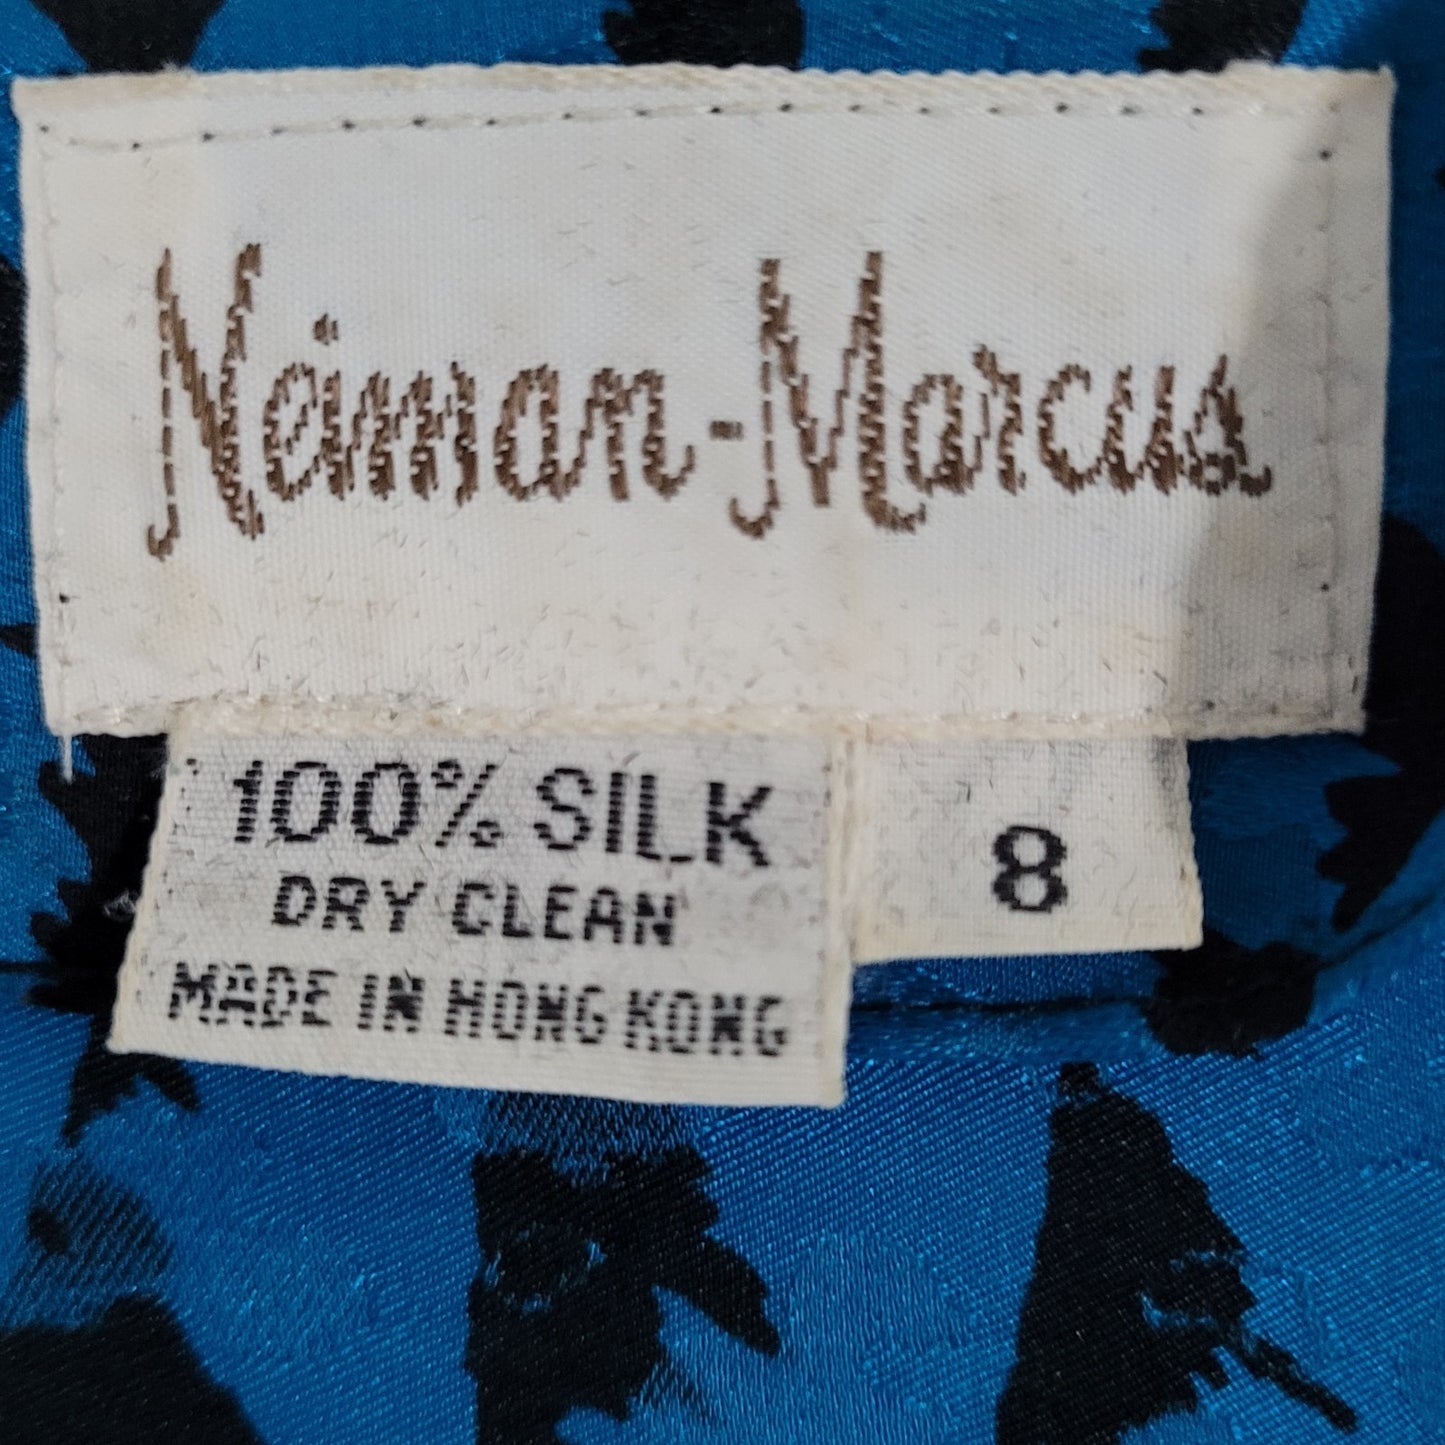 Neiman-Marcus
100% SILK
DRY CLEAN
MADE IN HONG KONG
8